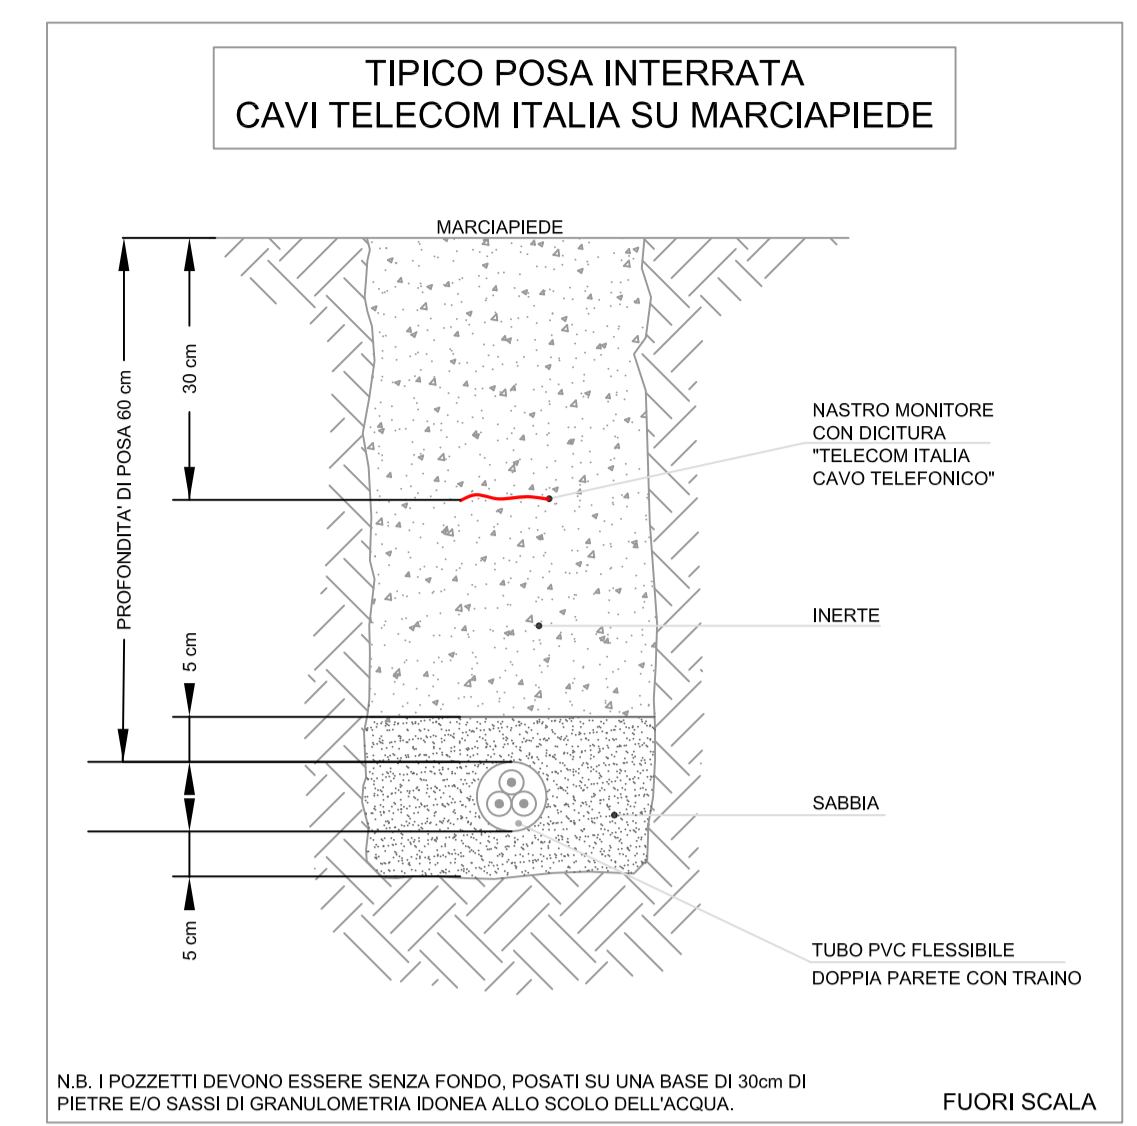 TIPICO POSA INTERRATA
CAVI TELECOM ITALIA SU MARCIAPIEDE
MARCIAPIEDE
PROFONDITA' DI POSA 60 cm
30 cm
NASTRO MONITORE
CON DICITURA
"TELECOM ITALIA
CAVO TELEFONICO"
INERTE
5 cm
SABBIA
5 cm
TUBO PVC FLESSIBILE
DOPPIA PARETE CON TRAINO
N.B. I POZZETTI DEVONO ESSERE SENZA FONDO, POSATI SU UNA BASE DI 30cm DI
PIETRE E/O SASSI DI GRANULOMETRIA IDONEA ALLO SCOLO DELL'ACQUA.
FUORI SCALA